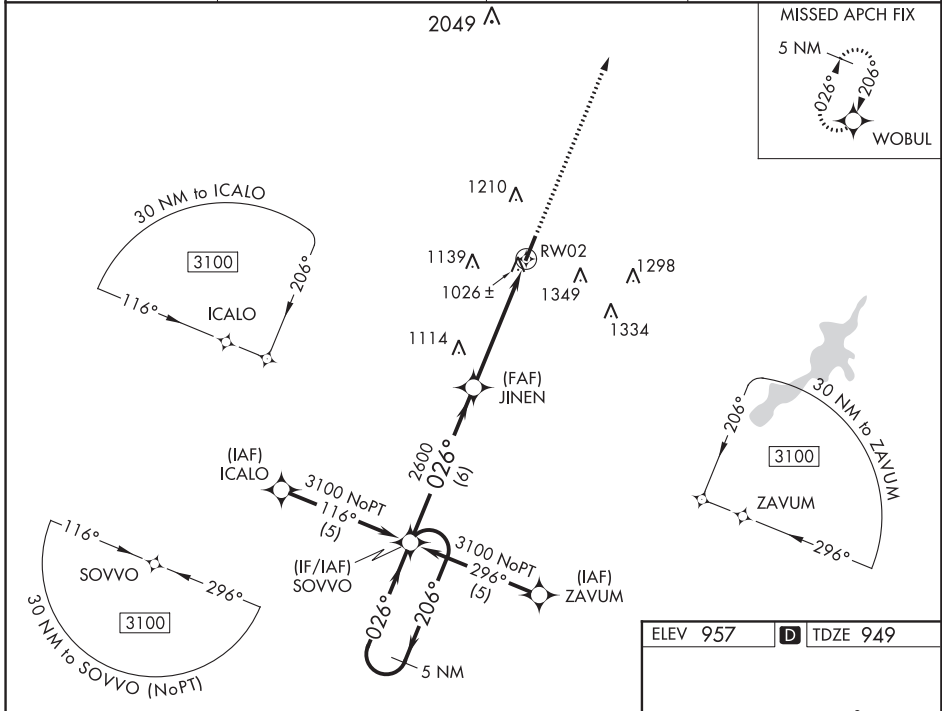 2049
MISSED APCH FIX
5 NM
026°
206°
WOBUL
30 NM to ICALO
3100
206°
116°
ICALO
1210
1139
RW02
1026 ±
1349
1298
1334
1114
(FAF)
JINEN
2600
026°
(6)
30 NM to ZAVUM
206°
3100
ZAVUM
296°
(IAF)
ICALO
3100 NoPT
116°
(5)
(IF/IAF)
SOVVO
3100 NoPT
296°
(5)
(IAF)
ZAVUM
026°
206°
5 NM
116°
SOVVO
296°
3100
30 NM to SOVVO (NoPT)
ELEV 957 D TDZE 949